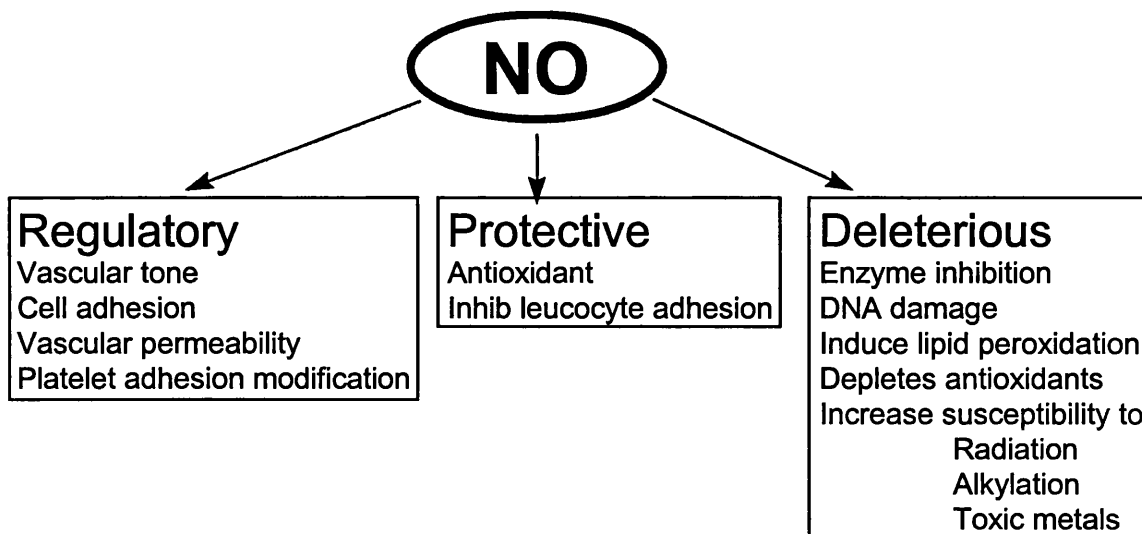 NO
Regulatory
Vascular tone
Cell adhesion
Vascular permeability
Platelet adhesion modification
Protective
Antioxidant
Inhib leucocyte adhesion
Deleterious
Enzyme inhibition
DNA damage
Induce lipid peroxidation
Depletes antioxidants
Increase susceptibility to
Radiation
Alkylation
Toxic metals